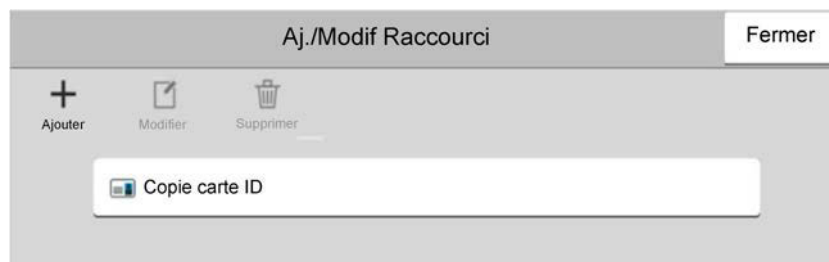 Aj./Modif Raccourci
Fermer
Ajouter
Modifier
Supprimer
Copie carte ID